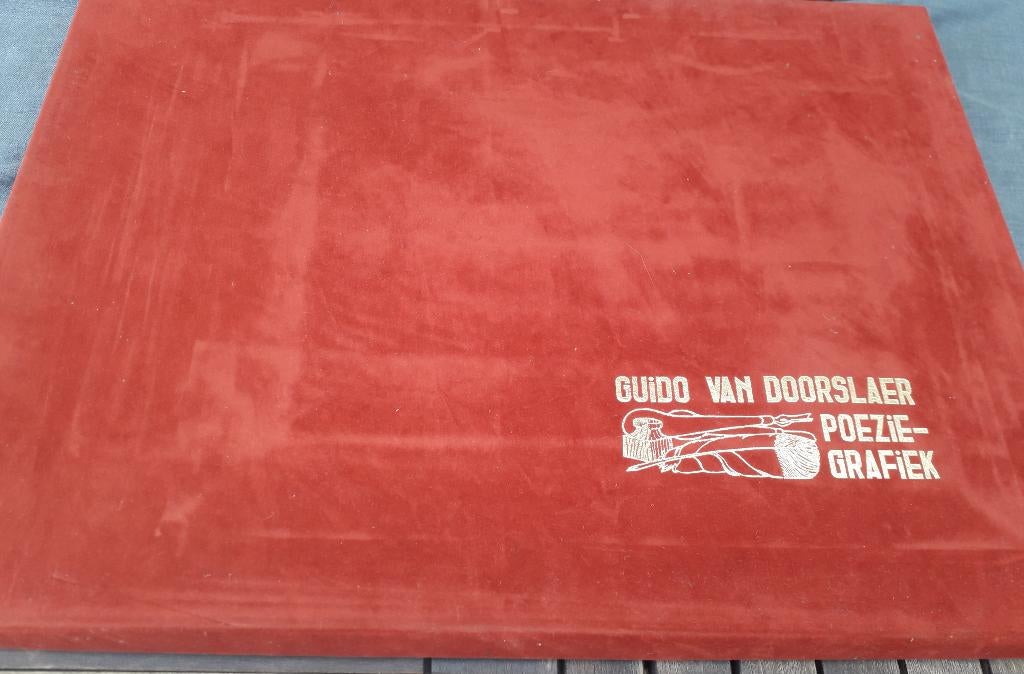 GUiDO VAN DOORSLAER
POEZiE-
GRAFiEK